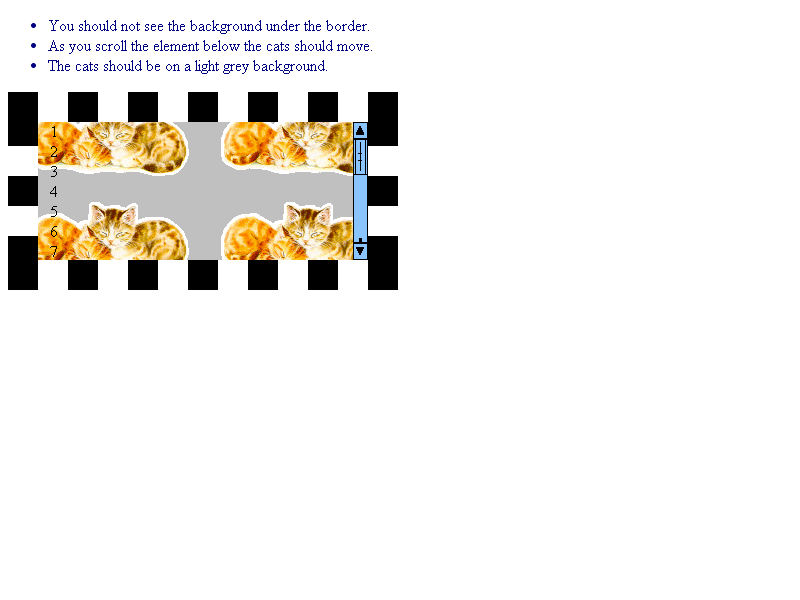 You should not see the background under the border.
As you scroll the element below the cats should move.
The cats should be on a light grey background.
1
2
3
4
5
6
7